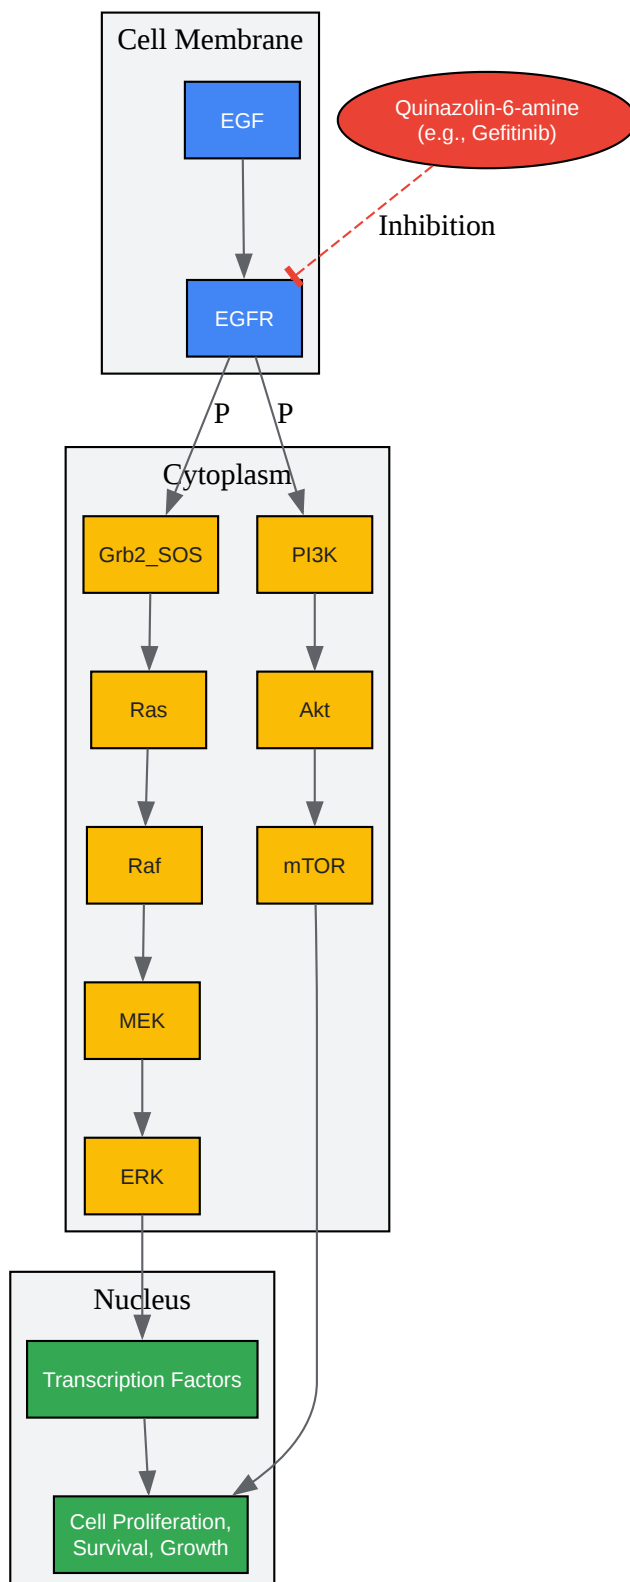 Cell Membrane
EGF
Quinazolin-6-amine
(e.g., Gefitinib)
Inhibition
EGFR
P
P
Cytoplasm
Grb2_SOS
PI3K
Ras
Akt
Raf
mTOR
MEK
ERK
Nucleus
Transcription Factors
Cell Proliferation,
Survival, Growth